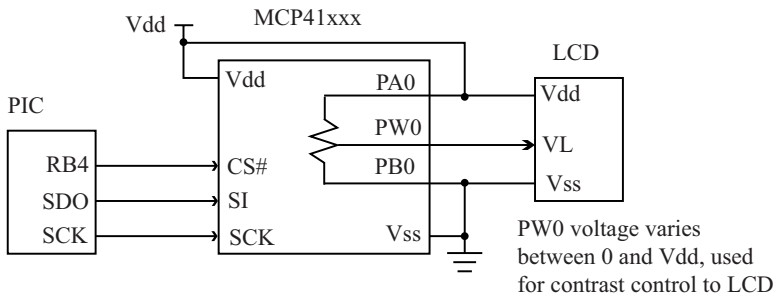 Vdd
MCP41xxx
LCD
PIC
Vdd
PA0
Vdd
PW0
VL
RB4
CS#
PB0
Vss
SDO
SI
SCK
SCK
Vss
PW0 voltage varies
between 0 and Vdd, used
for contrast control to LCD